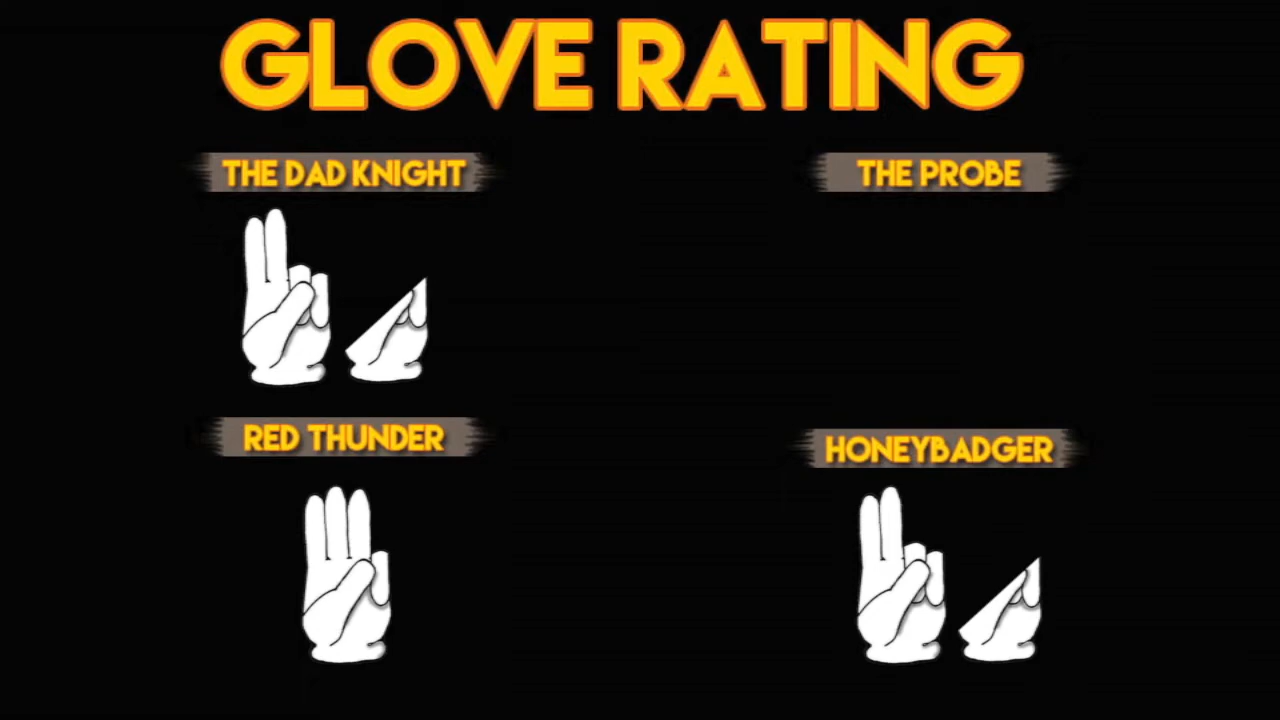 GLOVE RATING
THE DAD KNIGHT
THE PROBE
RED THUNDER
HONEYBADGER